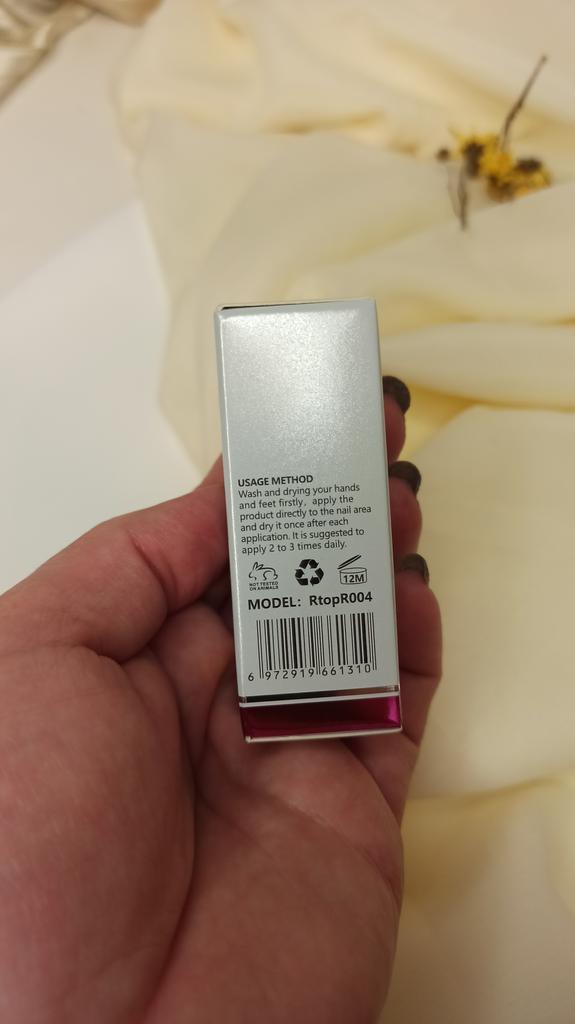 USAGE METHOD
Wash and drying your hands
and feet firstly, apply the
product directly to the nail area
and dry it once after each
application. It is suggested to
apply 2 to 3 times daily.
NOT TESTED
ON ANIMALS
12M
MODEL: RtopR004
6 972919 661310